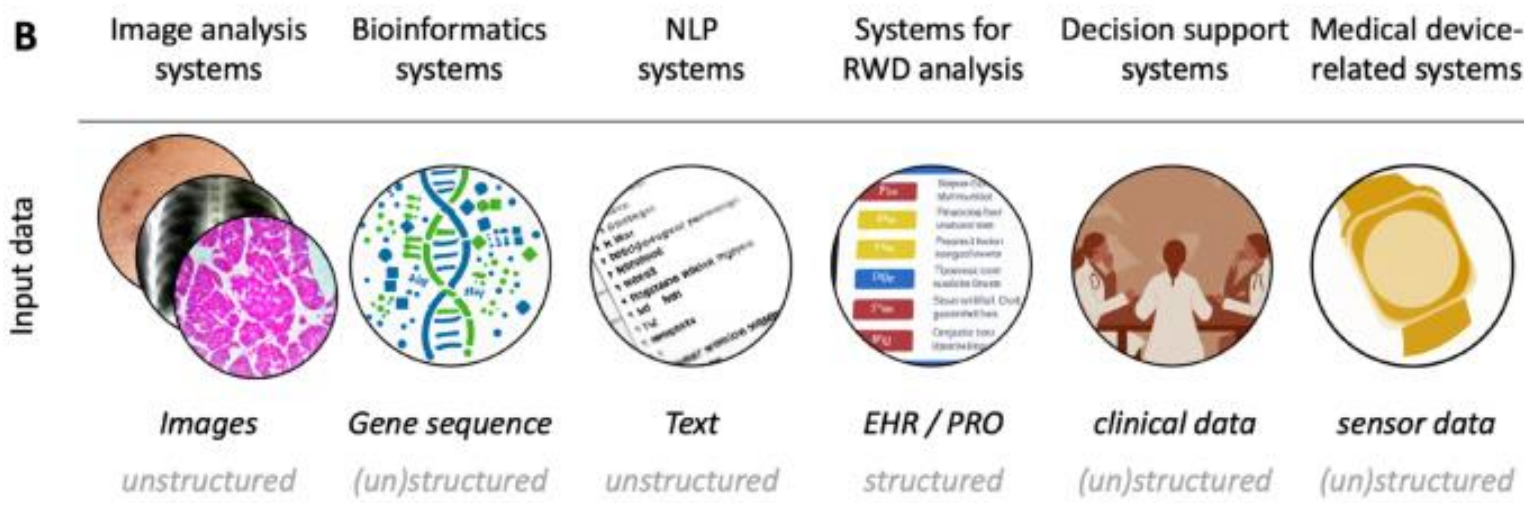 B
Image analysis systems
Bioinformatics systems
NLP systems
Systems for RWD analysis
Decision support systems
Medical device-related systems
Input data
Images
Gene sequence
Text
EHR / PRO
clinical data
sensor data
unstructured
(un)structured
unstructured
structured
(un)structured
(un)structured